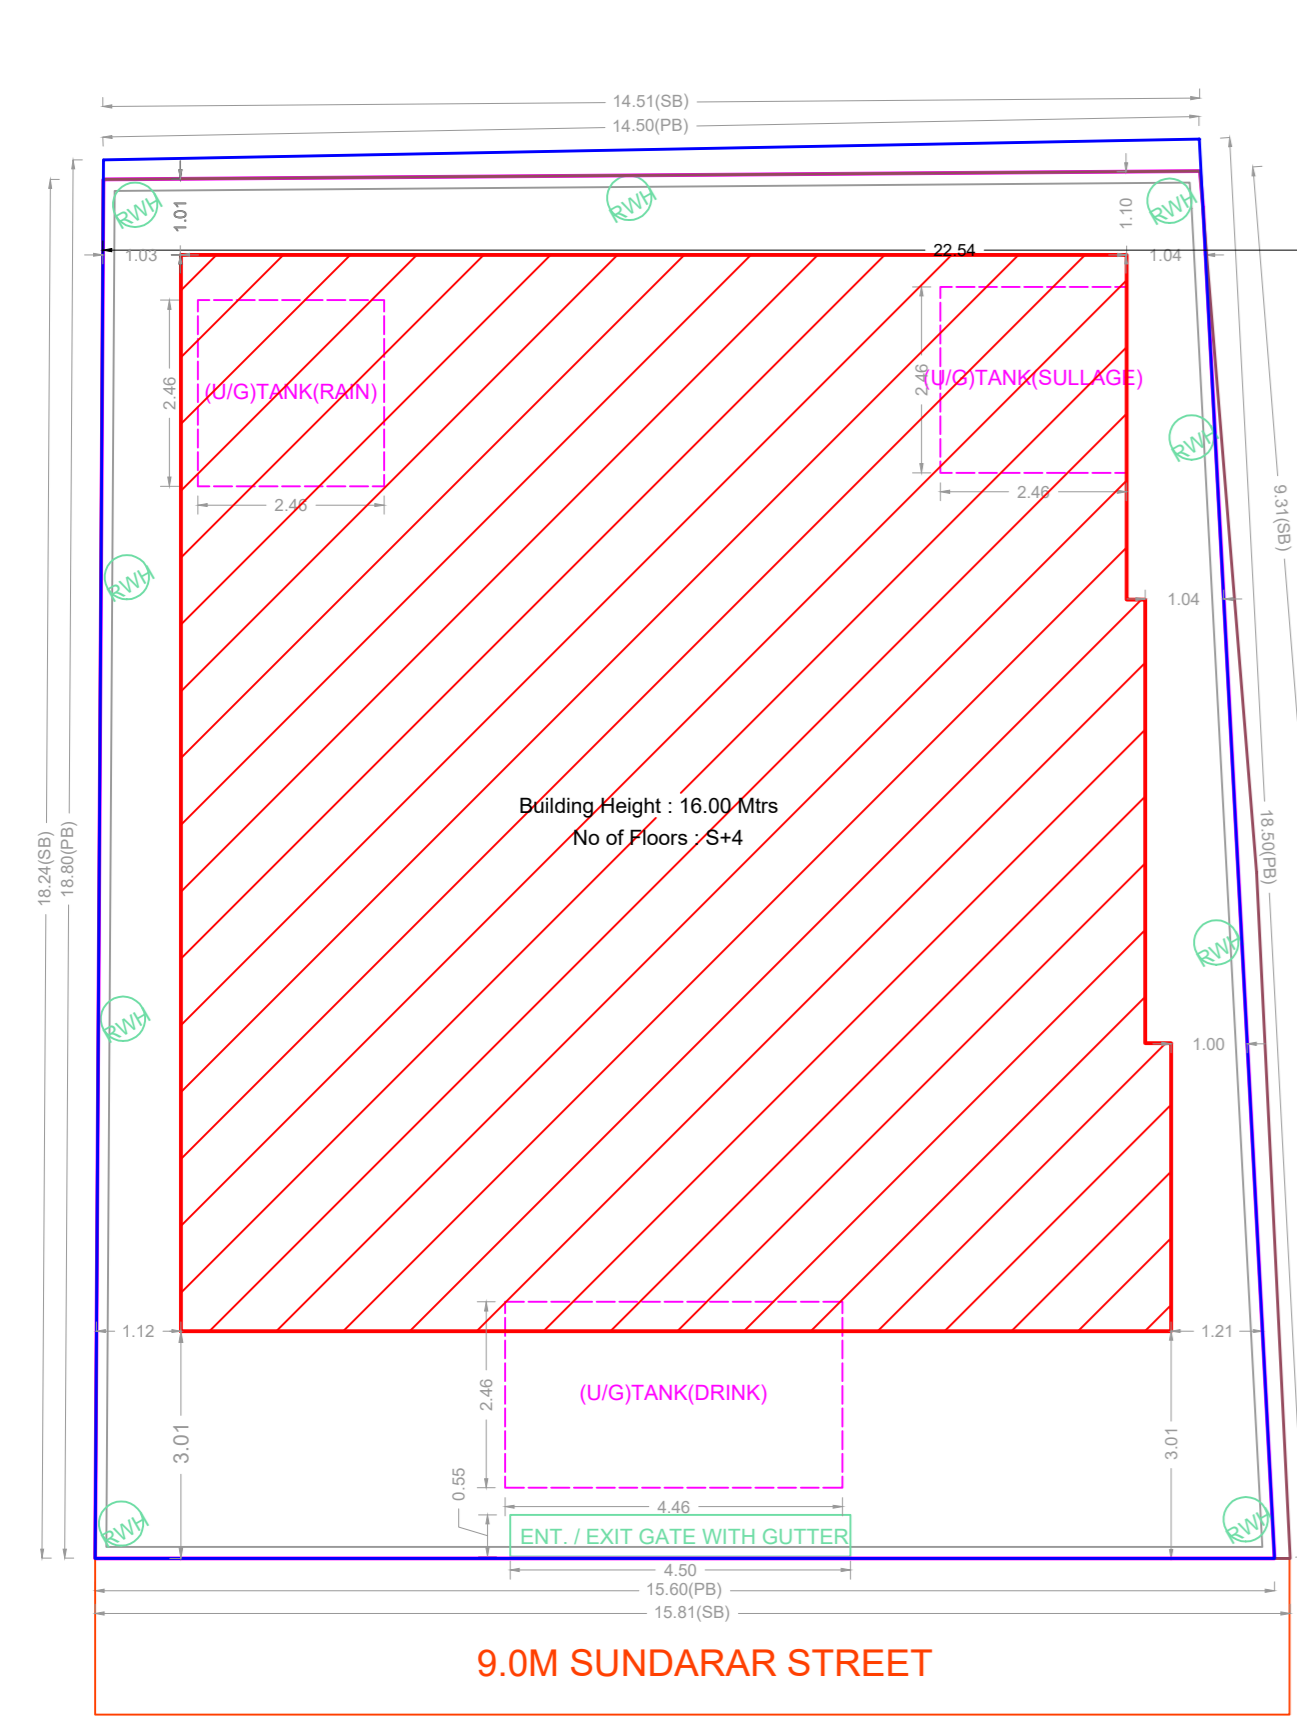 14.51(SB)
14.50(PB)
RWH
RWH
RWH
1.01
1.10
1.03
22.54
1.04
2.46
(U/G)TANK(RAIN)
2.46
2.46
(U/G)TANK(SULLAGE)
2.46
RWH
9.31(SB)
RWH
1.04
Building Height : 16.00 Mtrs
No of Floors : S+4
18.24(SB)
18.80(PB)
18.50(PB)
RWH
RWH
1.00
1.12
1.21
2.46
(U/G)TANK(DRINK)
3.01
3.01
0.55
4.46
RWH
ENT. / EXIT GATE WITH GUTTER
RWH
4.50
15.60(PB)
15.81(SB)
9.0M SUNDARAR STREET